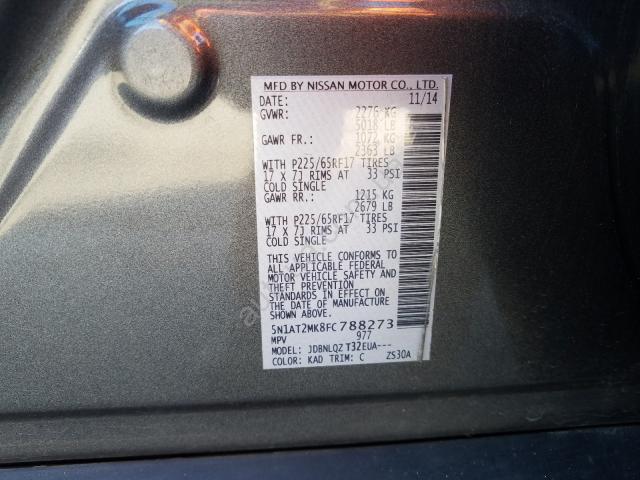 MFD BY NISSAN MOTOR CO., LTD.
DATE: 11/14
GVWR: 2276 KG
5018 LB
GAWR FR: 1072 KG
2363 LB
WITH P225/65RF17 TIRES
17 X 7J RIMS AT 33 PSI
COLD SINGLE
GAWR RR.: 1215 KG
2679 LB
WITH P225/65RF17 TIRES
17 X 7J RIMS AT 33 PSI
COLD SINGLE
THIS VEHICLE CONFORMS TO
ALL APPLICABLE FEDERAL
MOTOR VEHICLE SAFETY AND
THEFT PREVENTION
STANDARDS IN EFFECT ON
THE DATE OF MANUFACTURE
SHOWN ABOVE.
5N1AT2MK8FC788273
MPV 977
MODEL: JDBNLQZ T32EUA---
COLOR: KAD TRIM: C ZS30A